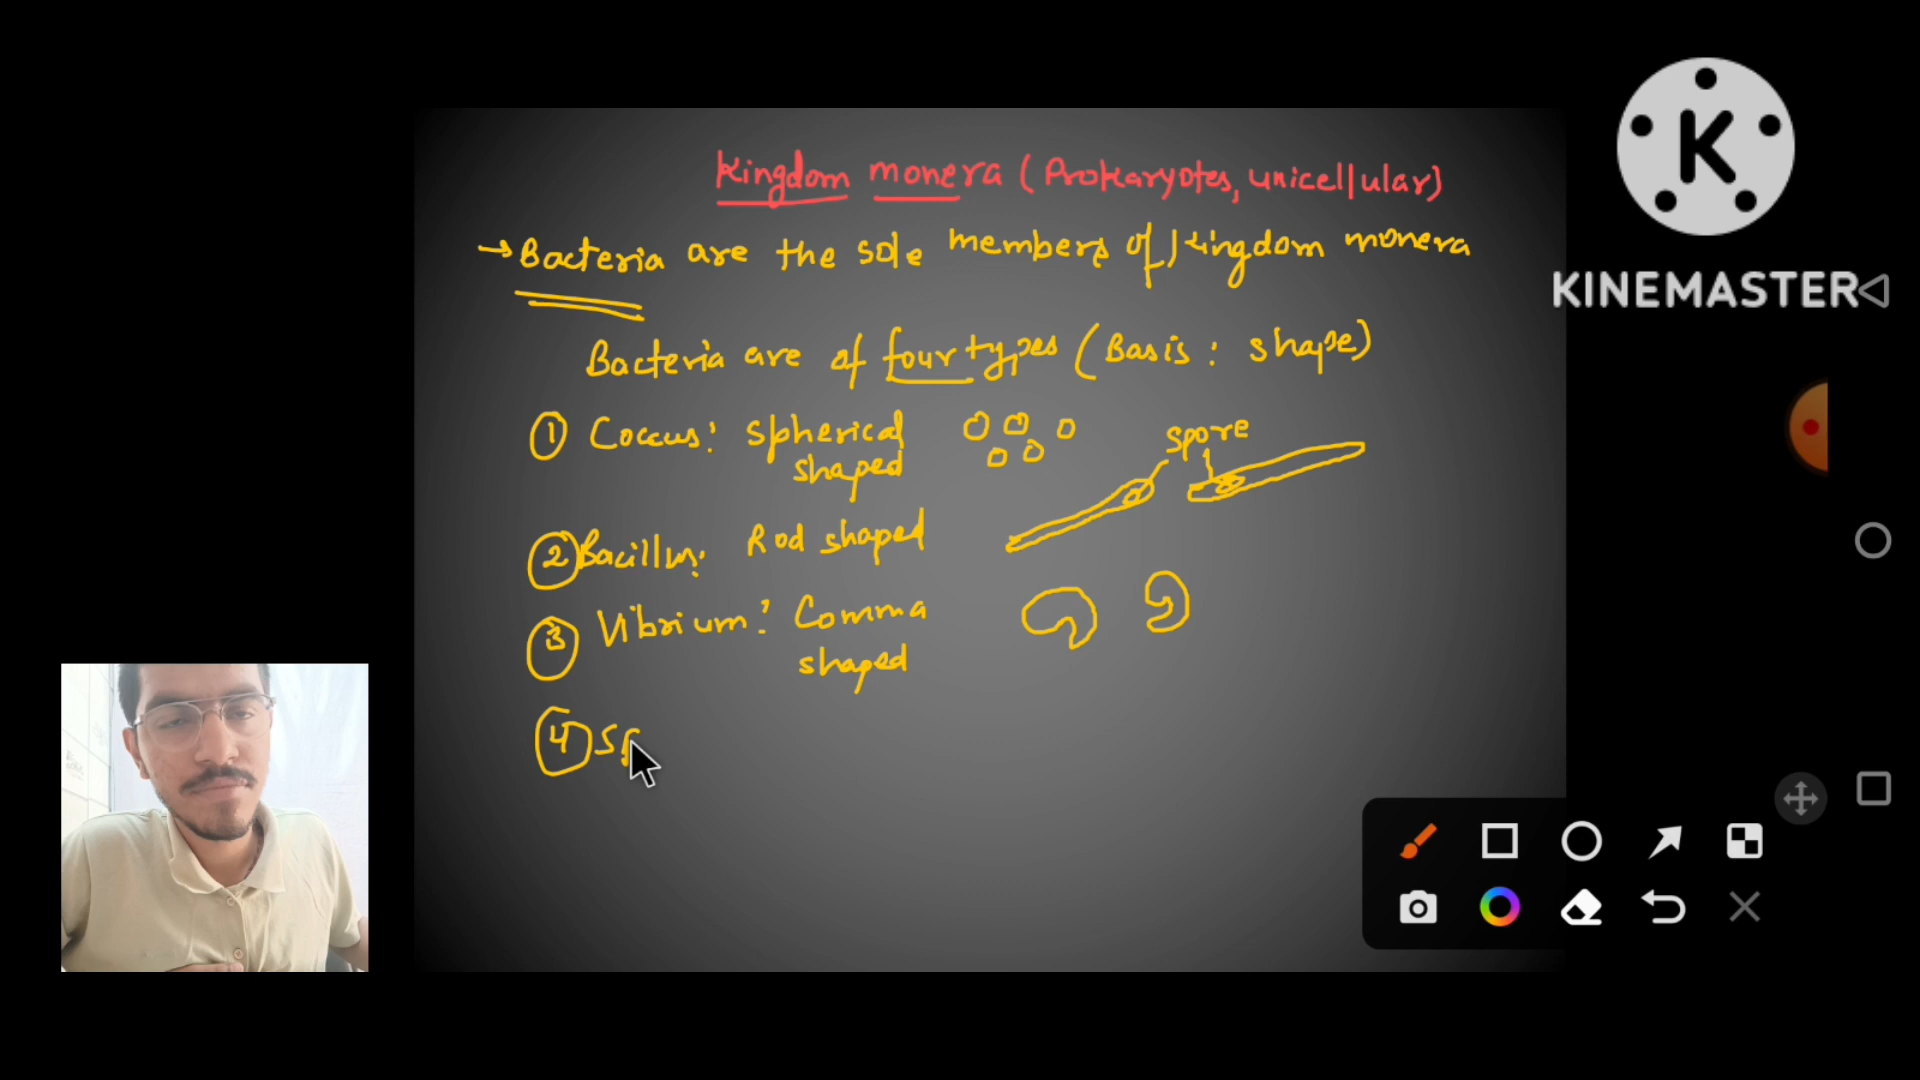 Kingdom monera (Prokaryotes, unicellular)
→ Bacteria are the sole members of Kingdom monera
Bacteria are of four types (Basis: shape)
① Coccus: spherical shaped
spore
② Bacillus: Rod shaped
③ Vibrium: Comma shaped
④ Sp
K
KINEMASTER